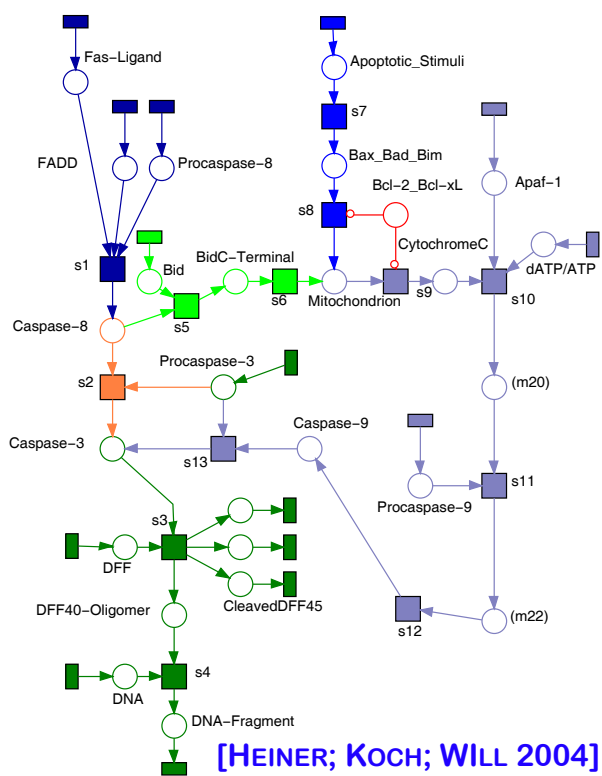 Fas-Ligand
Apoptotic_Stimuli
s7
FADD
Procaspase-8
Bax_Bad_Bim
Bcl-2_Bcl-xL
Apaf-1
s8
s1
Bid
BidC-Terminal
CytochromeC
dATP/ATP
s5
s6
Mitochondrion
s9
s10
Caspase-8
Procaspase-3
s2
(m20)
Caspase-3
s13
Caspase-9
s11
Procaspase-9
s3
DFF
CleavedDFF45
DFF40-Oligomer
s12
(m22)
s4
DNA
DNA-Fragment
[HEINER; KOCH; WILL 2004]